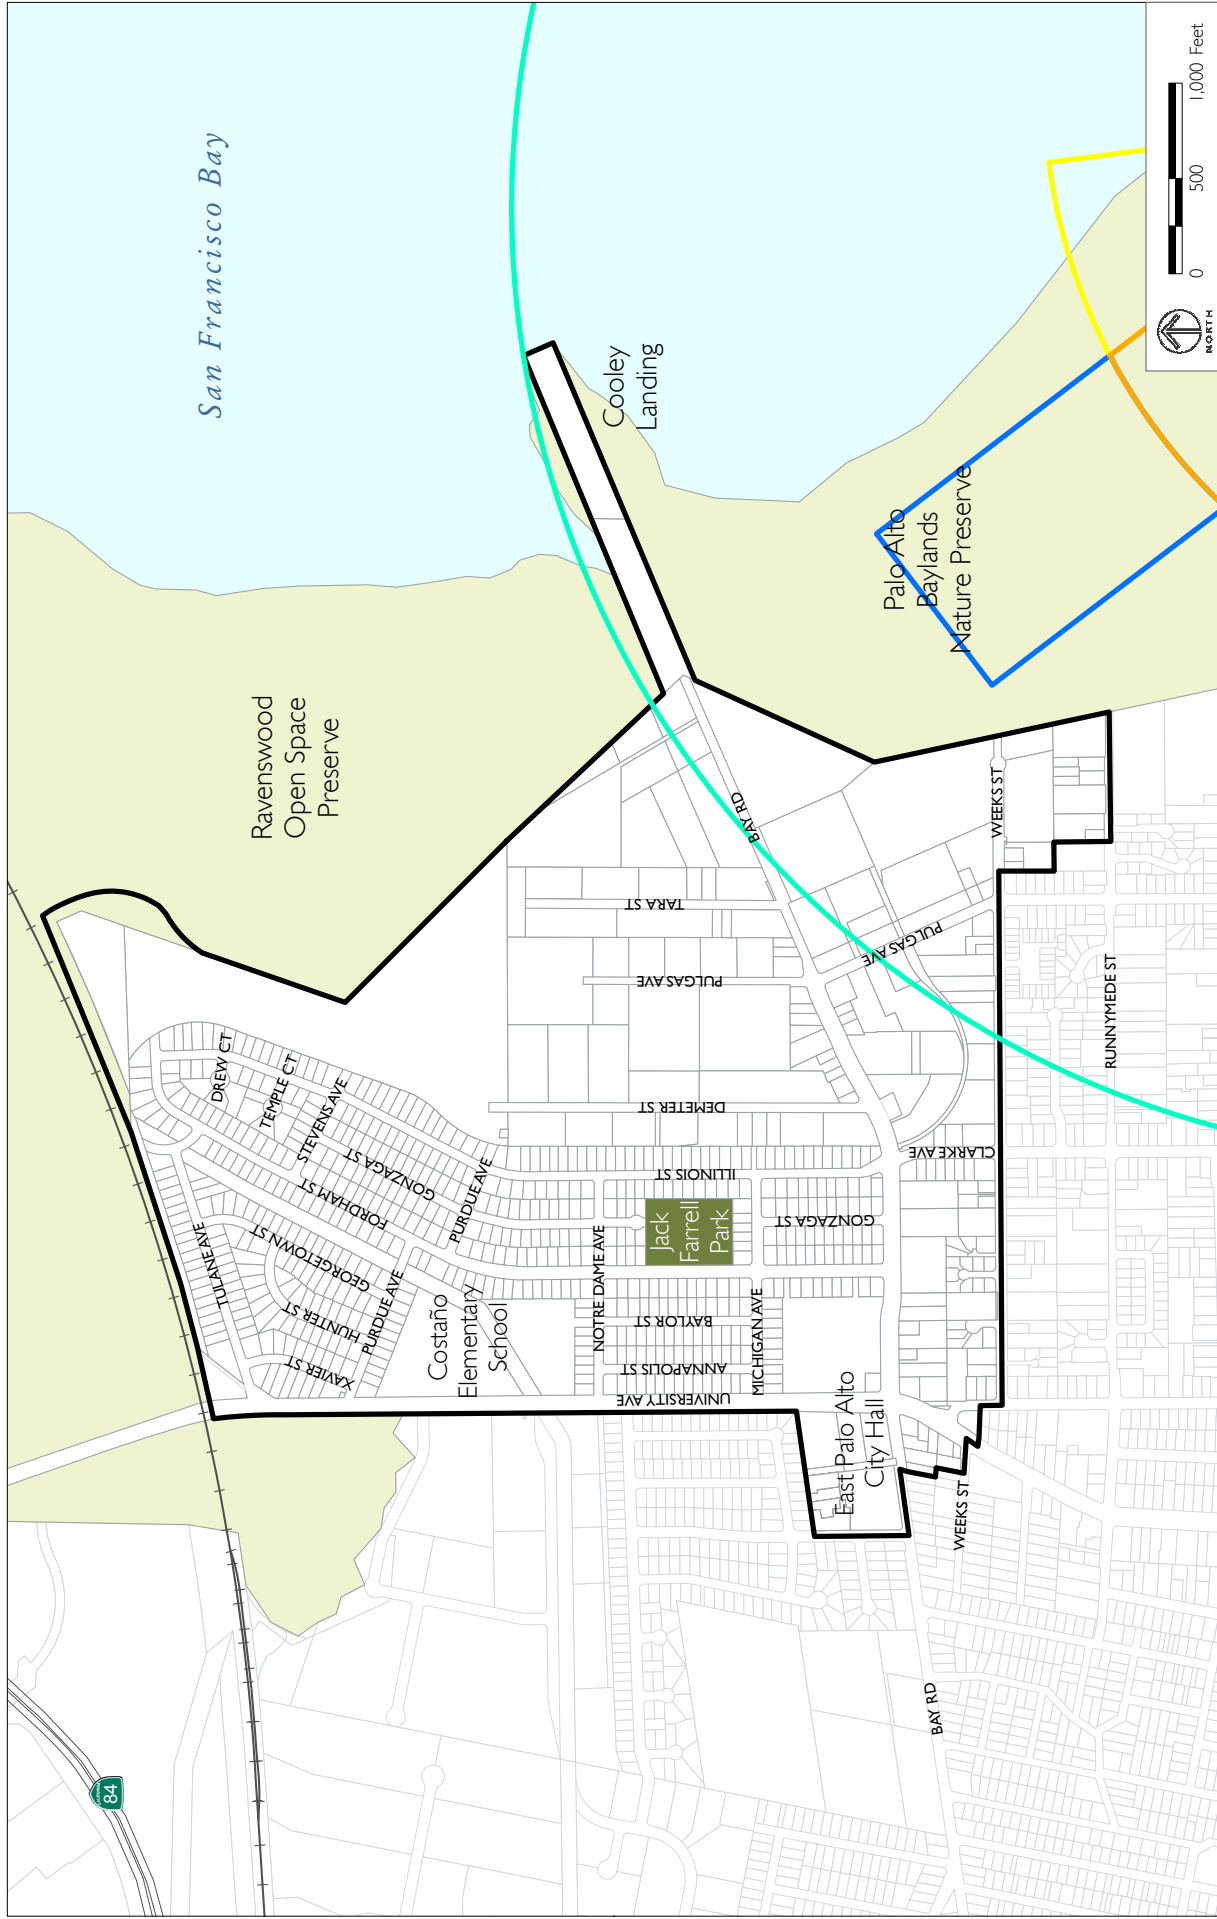 San Francisco Bay
Ravenswood
Open Space
Preserve
Cooley
Landing
Palo Alto
Baylands
Nature Preserve
Costaño
Elementary
School
Jack
Farrell
Park
East Palo Alto
City Hall
DREW CT
TEMPLE CT
STEVENS AVE
GONZAGA ST
FORDHAM ST
PURDUE AVE
TULANE AVE
GEORGETOWN ST
HUNTER ST
PURDUE AVE
XAVIER ST
NOTRE DAME AVE
BAYLOR ST
ANNAPOLIS ST
UNIVERSITY AVE
MICHIGAN AVE
ILLINOIS ST
GONZAGA ST
DEMETER ST
PULGAS AVE
TARA ST
BAY RD
PULGAS AVE
WEEKS ST
CLARKE AVE
RUNNYMEDE ST
WEEKS ST
BAY RD
84
NORTH
0
500
1,000 Feet